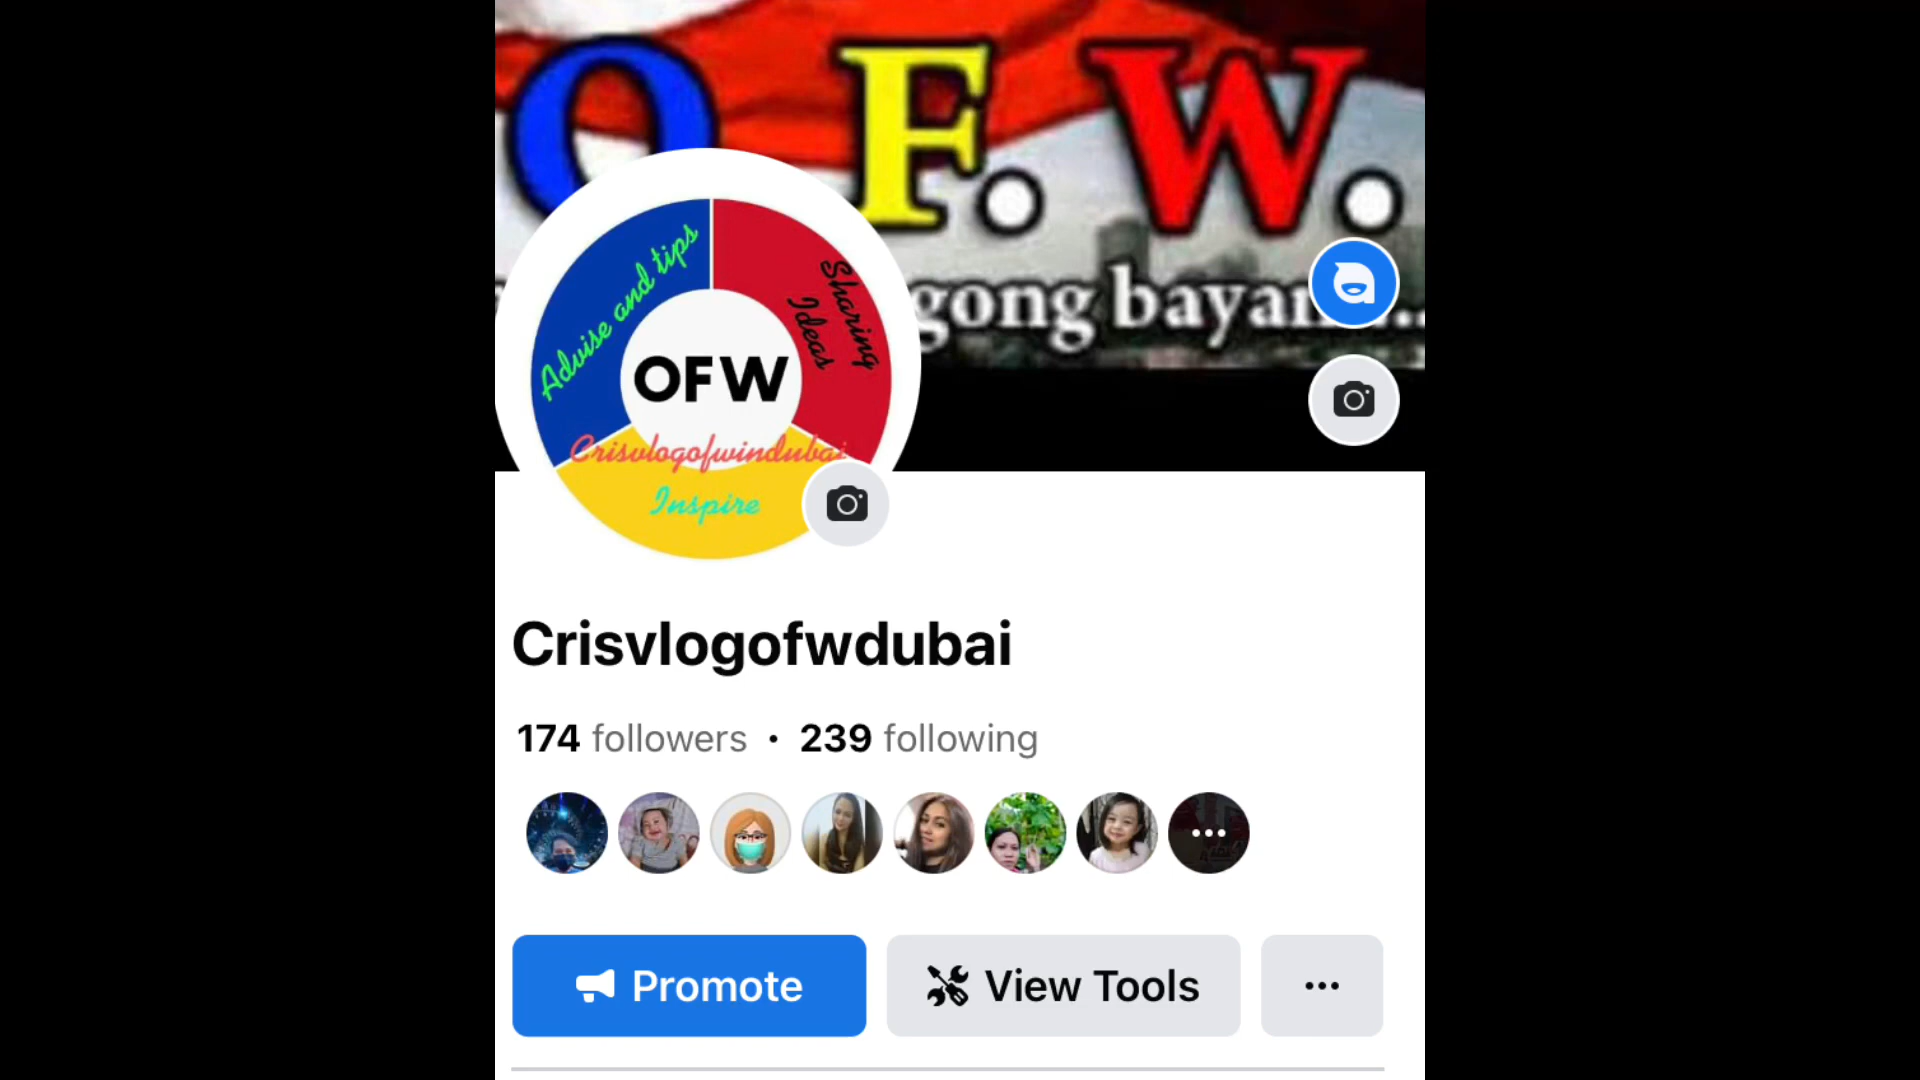 O F. W.
gong bayan...
Advise and tips
Sharing
Ideas
OFW
Crisvlogofwindubai
Inspire
Crisvlogofwdubai
174 followers • 239 following
Promote
View Tools